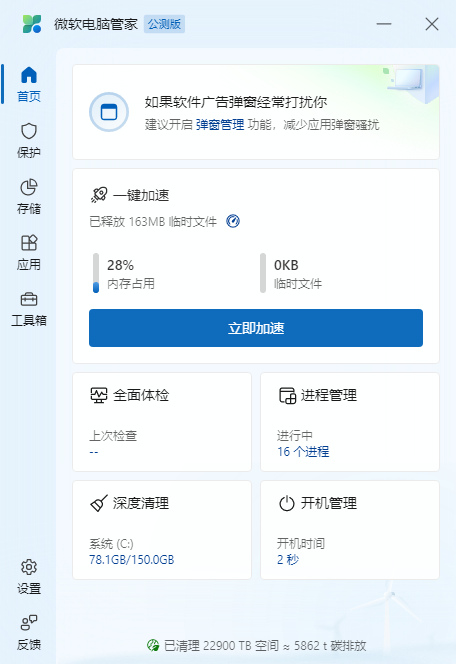 微软电脑管家 公测版
首页
保护
存储
应用
工具箱
设置
反馈
如果软件广告弹窗经常打扰你
建议开启 弹窗管理 功能，减少应用弹窗骚扰
一键加速
已释放 163MB 临时文件
28%
内存占用
0KB
临时文件
立即加速
全面体检
上次检查
--
进程管理
进行中
16 个进程
深度清理
系统 (C:)
78.1GB/150.0GB
开机管理
开机时间
2 秒
已清理 22900 TB 空间 ≈ 5862 t 碳排放